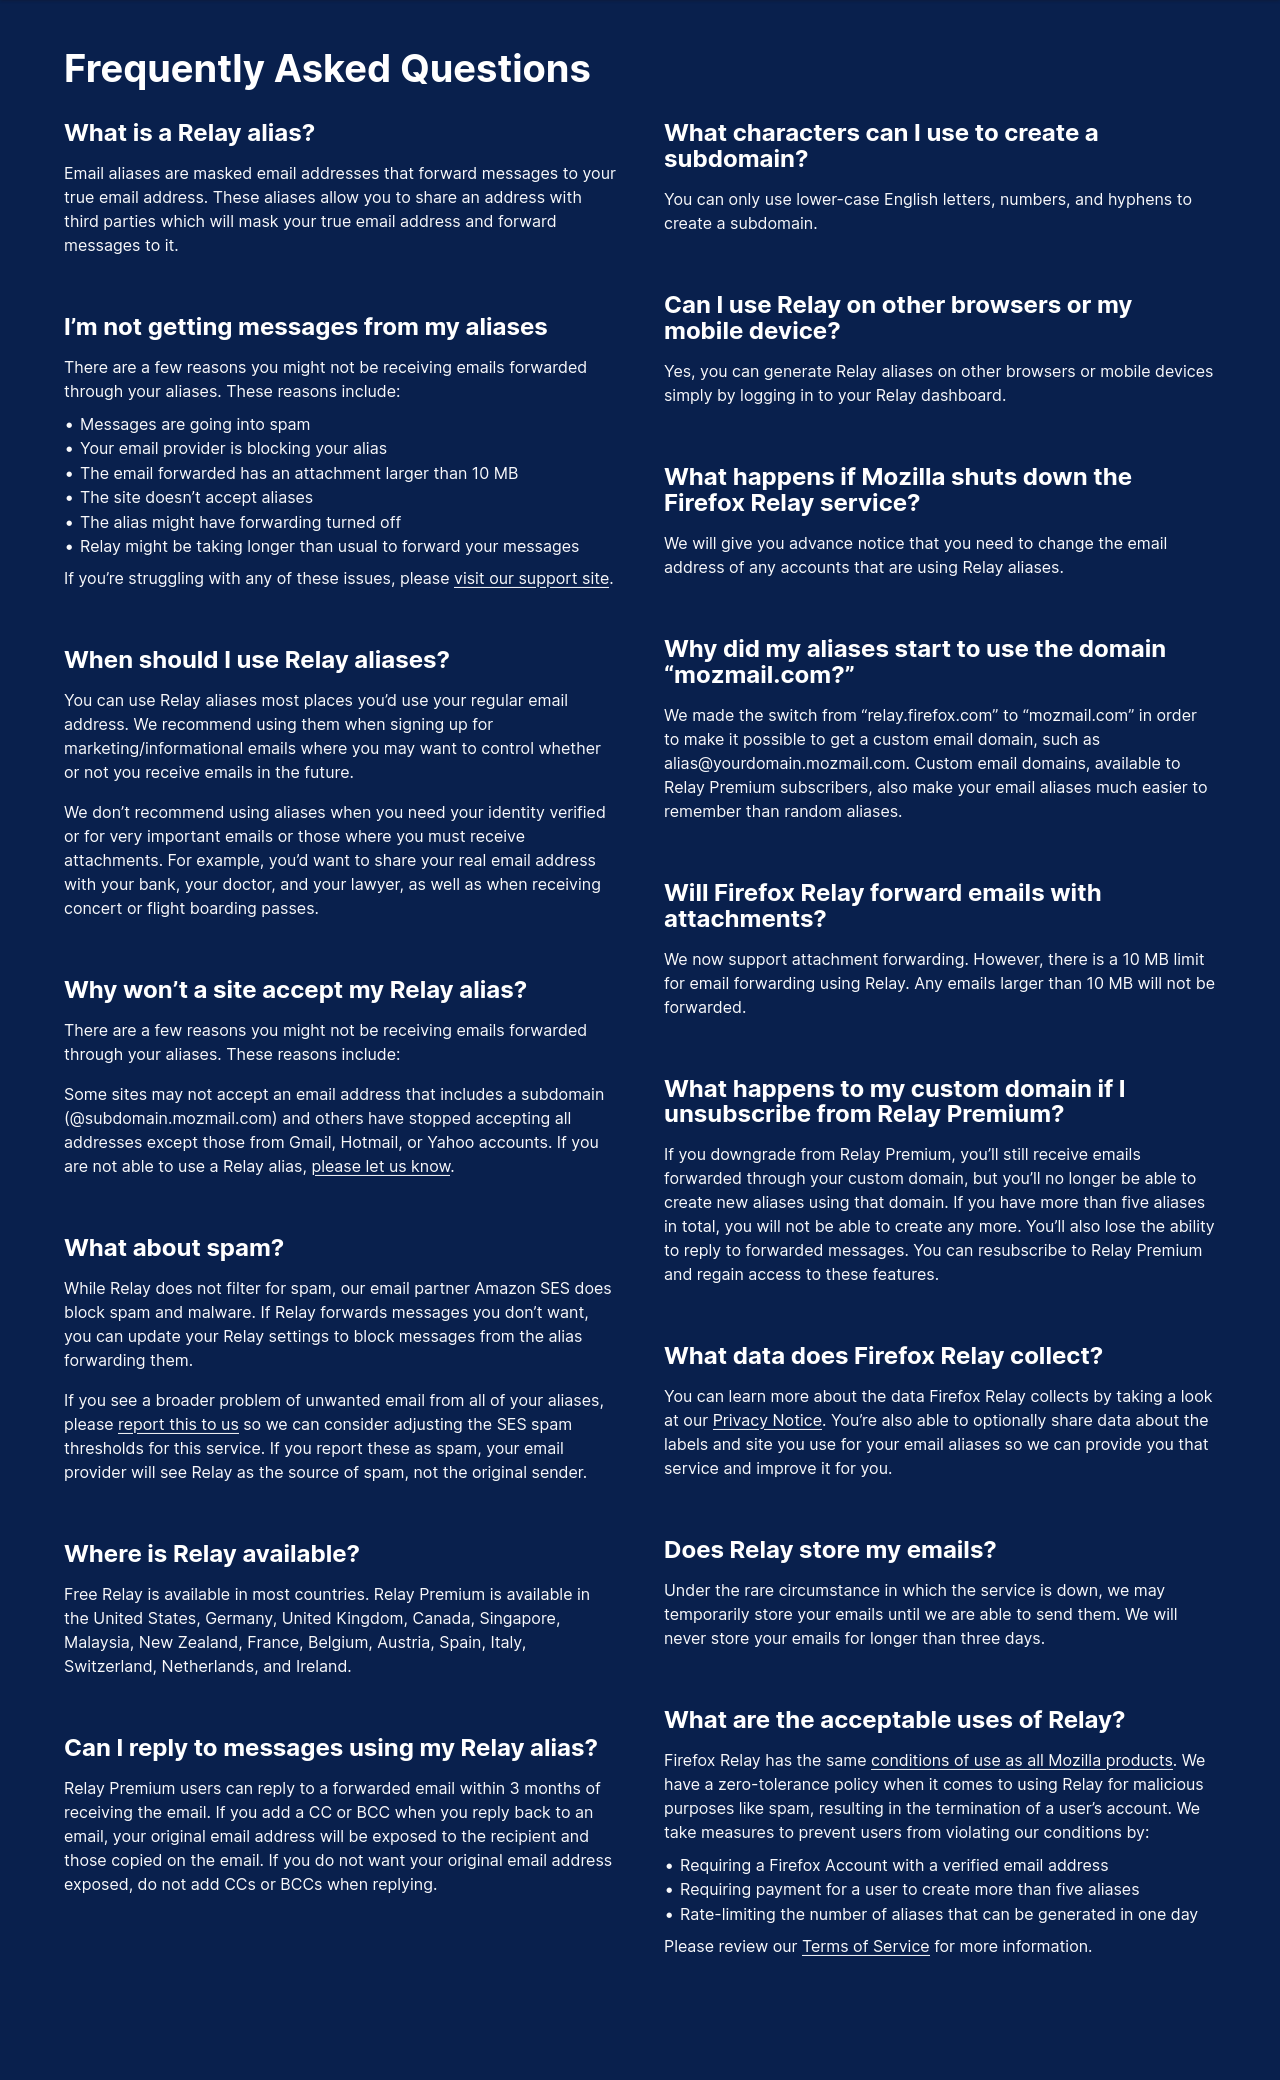 Frequently Asked Questions
What is a Relay alias?
Email aliases are masked email addresses that forward messages to your
true email address. These aliases allow you to share an address with
third parties which will mask your true email address and forward
messages to it.
I’m not getting messages from my aliases
There are a few reasons you might not be receiving emails forwarded
through your aliases. These reasons include:
• Messages are going into spam
• Your email provider is blocking your alias
• The email forwarded has an attachment larger than 10 MB
• The site doesn’t accept aliases
• The alias might have forwarding turned off
• Relay might be taking longer than usual to forward your messages
If you’re struggling with any of these issues, please visit our support site.
When should I use Relay aliases?
You can use Relay aliases most places you’d use your regular email
address. We recommend using them when signing up for
marketing/informational emails where you may want to control whether
or not you receive emails in the future.
We don’t recommend using aliases when you need your identity verified
or for very important emails or those where you must receive
attachments. For example, you’d want to share your real email address
with your bank, your doctor, and your lawyer, as well as when receiving
concert or flight boarding passes.
Why won’t a site accept my Relay alias?
There are a few reasons you might not be receiving emails forwarded
through your aliases. These reasons include:
Some sites may not accept an email address that includes a subdomain
(@subdomain.mozmail.com) and others have stopped accepting all
addresses except those from Gmail, Hotmail, or Yahoo accounts. If you
are not able to use a Relay alias, please let us know.
What about spam?
While Relay does not filter for spam, our email partner Amazon SES does
block spam and malware. If Relay forwards messages you don’t want,
you can update your Relay settings to block messages from the alias
forwarding them.
If you see a broader problem of unwanted email from all of your aliases,
please report this to us so we can consider adjusting the SES spam
thresholds for this service. If you report these as spam, your email
provider will see Relay as the source of spam, not the original sender.
Where is Relay available?
Free Relay is available in most countries. Relay Premium is available in
the United States, Germany, United Kingdom, Canada, Singapore,
Malaysia, New Zealand, France, Belgium, Austria, Spain, Italy,
Switzerland, Netherlands, and Ireland.
Can I reply to messages using my Relay alias?
Relay Premium users can reply to a forwarded email within 3 months of
receiving the email. If you add a CC or BCC when you reply back to an
email, your original email address will be exposed to the recipient and
those copied on the email. If you do not want your original email address
exposed, do not add CCs or BCCs when replying.
What characters can I use to create a
subdomain?
You can only use lower-case English letters, numbers, and hyphens to
create a subdomain.
Can I use Relay on other browsers or my
mobile device?
Yes, you can generate Relay aliases on other browsers or mobile devices
simply by logging in to your Relay dashboard.
What happens if Mozilla shuts down the
Firefox Relay service?
We will give you advance notice that you need to change the email
address of any accounts that are using Relay aliases.
Why did my aliases start to use the domain
“mozmail.com?”
We made the switch from “relay.firefox.com” to “mozmail.com” in order
to make it possible to get a custom email domain, such as
alias@yourdomain.mozmail.com. Custom email domains, available to
Relay Premium subscribers, also make your email aliases much easier to
remember than random aliases.
Will Firefox Relay forward emails with
attachments?
We now support attachment forwarding. However, there is a 10 MB limit
for email forwarding using Relay. Any emails larger than 10 MB will not be
forwarded.
What happens to my custom domain if I
unsubscribe from Relay Premium?
If you downgrade from Relay Premium, you’ll still receive emails
forwarded through your custom domain, but you’ll no longer be able to
create new aliases using that domain. If you have more than five aliases
in total, you will not be able to create any more. You’ll also lose the ability
to reply to forwarded messages. You can resubscribe to Relay Premium
and regain access to these features.
What data does Firefox Relay collect?
You can learn more about the data Firefox Relay collects by taking a look
at our Privacy Notice. You’re also able to optionally share data about the
labels and site you use for your email aliases so we can provide you that
service and improve it for you.
Does Relay store my emails?
Under the rare circumstance in which the service is down, we may
temporarily store your emails until we are able to send them. We will
never store your emails for longer than three days.
What are the acceptable uses of Relay?
Firefox Relay has the same conditions of use as all Mozilla products. We
have a zero-tolerance policy when it comes to using Relay for malicious
purposes like spam, resulting in the termination of a user’s account. We
take measures to prevent users from violating our conditions by:
• Requiring a Firefox Account with a verified email address
• Requiring payment for a user to create more than five aliases
• Rate-limiting the number of aliases that can be generated in one day
Please review our Terms of Service for more information.